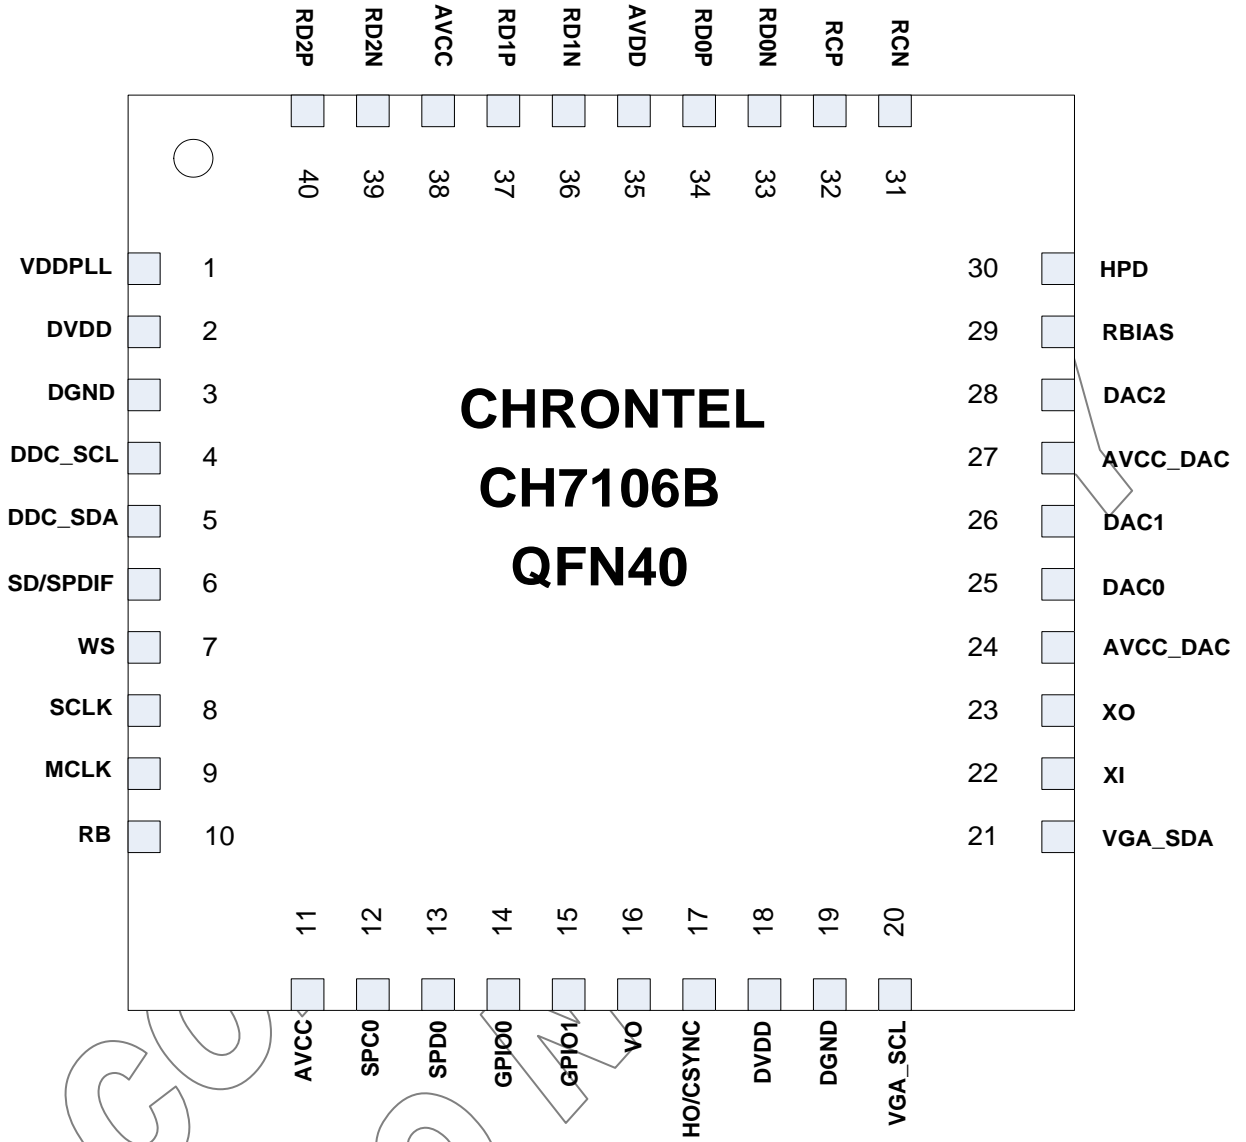 RD2P RD2N AVCC RD1P RD1N AVDD RD0P RD0N RCP RCN
40 39 38 37 36 35 34 33 32 31
VDDPLL 1 30 HPD
DVDD 2 29 RBIAS
DGND 3 28 DAC2
CHRONTEL
DDC_SCL 4 27 AVCC_DAC
CH7106B
DDC_SDA 5 26 DAC1
QFN40
SD/SPDIF 6 25 DAC0
WS 7 24 AVCC_DAC
SCLK 8 23 XO
MCLK 9 22 XI
RB 10 21 VGA_SDA
11 12 13 14 15 16 17 18 19 20
AVCC SPC0 SPD0 GPIO0 GPIO1 VO HO/CSYNC DVDD DGND VGA_SCL